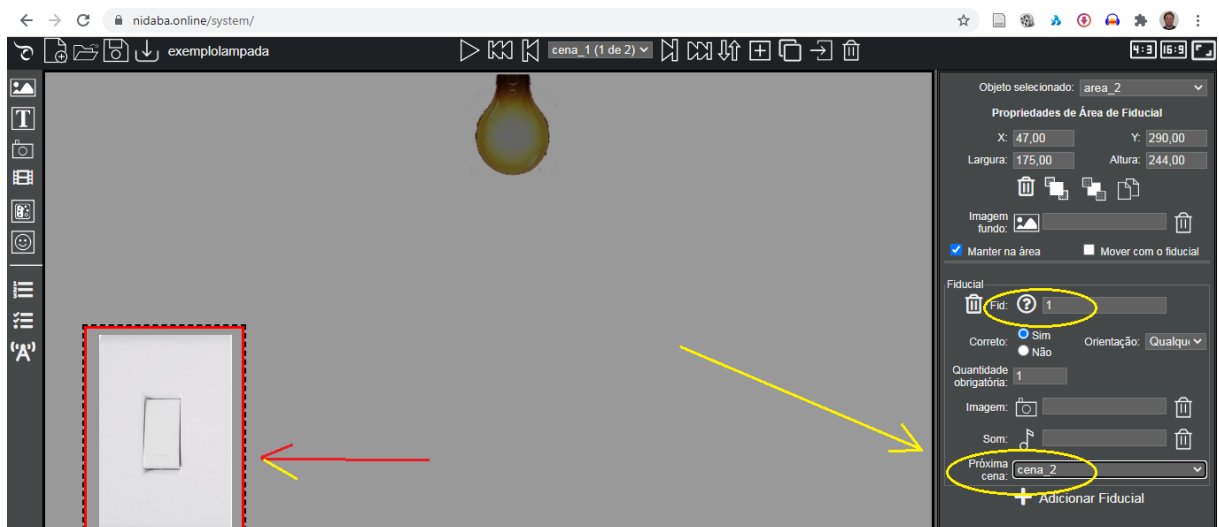 nidaba.online/system/
exemplolampada
cena_1 (1 de 2)
4:3 16:9
Objeto selecionado: area_2
Propriedades de Área de Fiducial
X: 47,00 Y: 290,00
Largura: 175,00 Altura: 244,00
Imagem
fundo:
Manter na área Mover com o fiducial
Fiducial
Fid: ? 1
Correto: Sim
Não
Orientação: Qualqu
Quantidade
obrigatória: 1
Imagem:
Som:
Próxima
cena: cena_2
+ Adicionar Fiducial
T
"A"